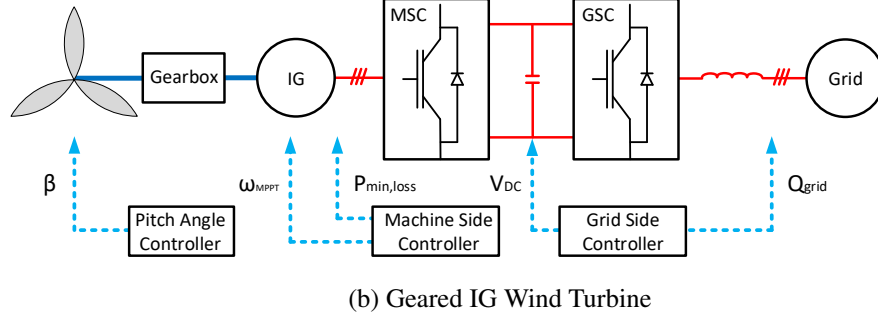 MSC
GSC
Gearbox
IG
Grid
β
ωMPPT
Pmin,loss
VDC
Qgrid
Pitch Angle
Controller
Machine Side
Controller
Grid Side
Controller
(b) Geared IG Wind Turbine